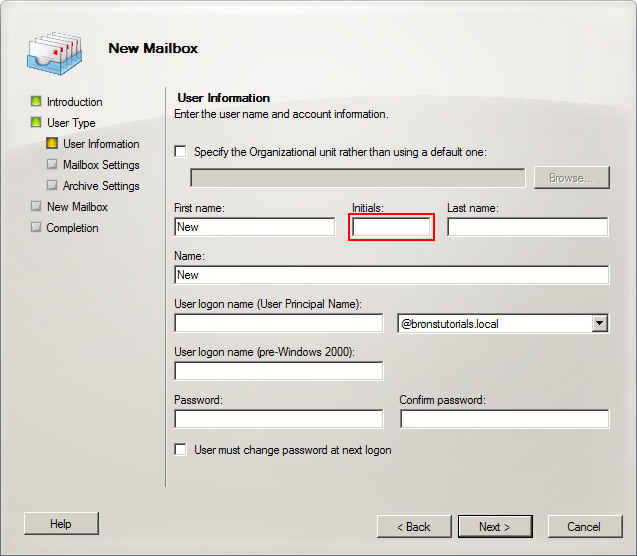 New Mailbox
Introduction
User Type
User Information
Mailbox Settings
Archive Settings
New Mailbox
Completion
User Information
Enter the user name and account information.
Specify the Organizational unit rather than using a default one:
Browse...
First name: Initials: Last name:
New
Name:
New
User logon name (User Principal Name):
@bronstutorials.local
User logon name (pre-Windows 2000):
Password: Confirm password:
User must change password at next logon
Help < Back Next > Cancel